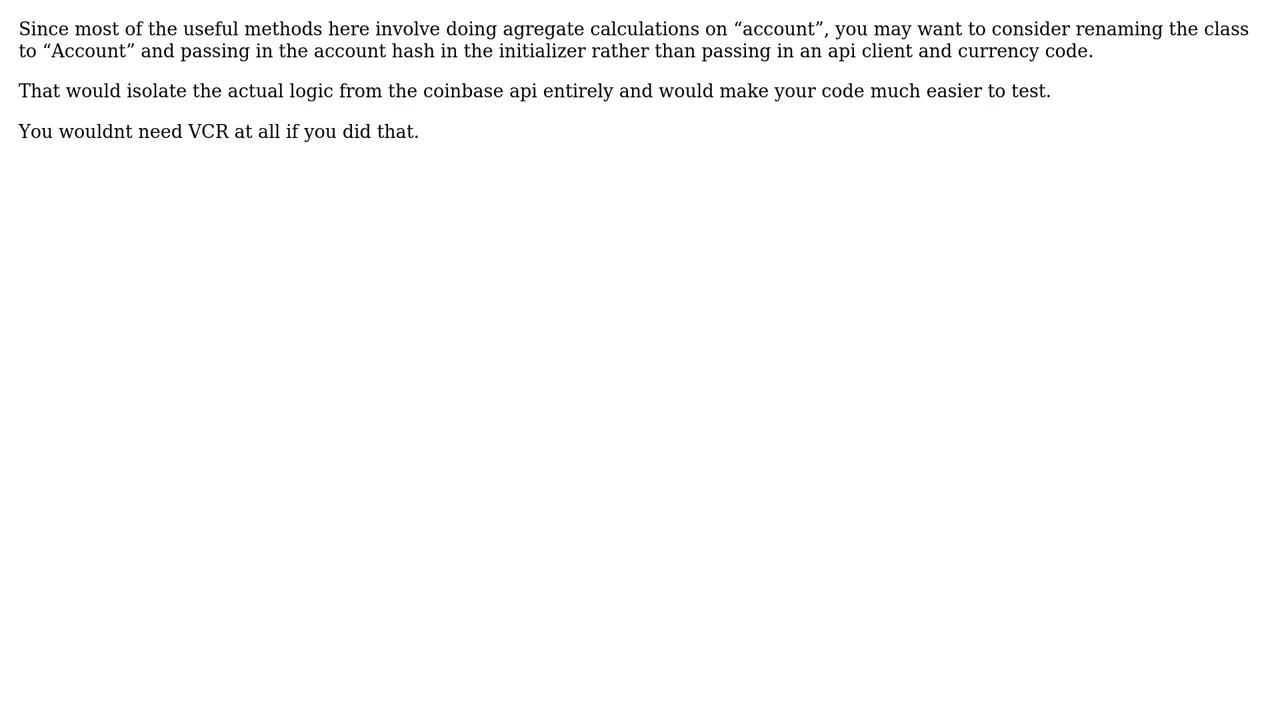 Since most of the useful methods here involve doing agregate calculations on “account”, you may want to consider renaming the class
to “Account” and passing in the account hash in the initializer rather than passing in an api client and currency code.
That would isolate the actual logic from the coinbase api entirely and would make your code much easier to test.
You wouldnt need VCR at all if you did that.